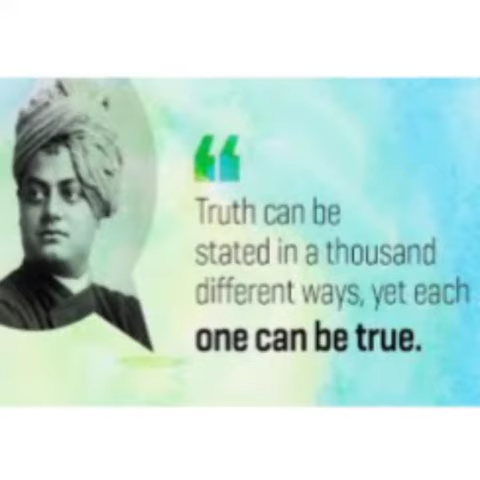 Truth can be
stated in a thousand
different ways, yet each
one can be true.